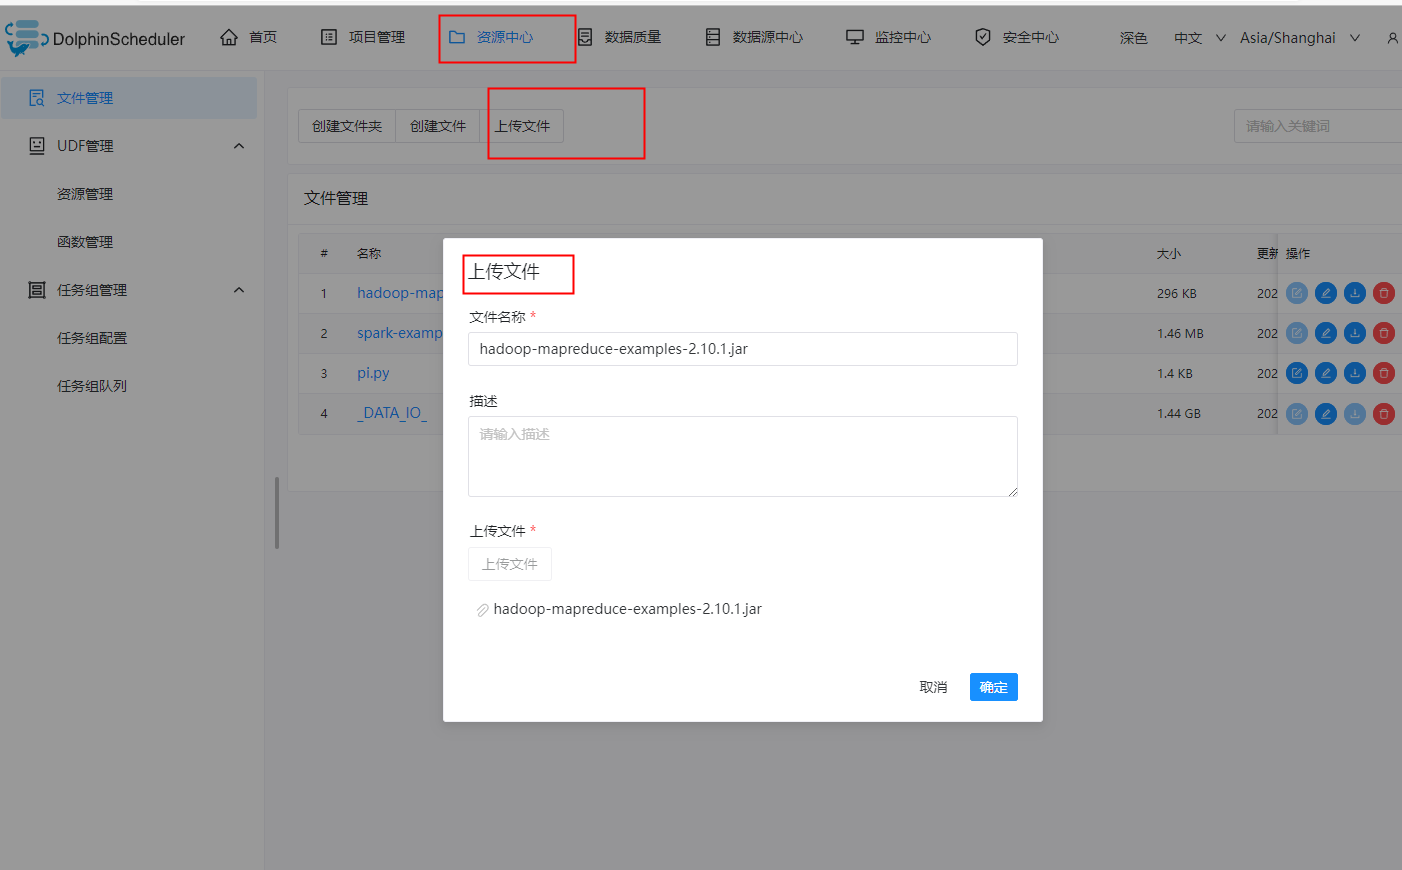 DolphinScheduler 首页 项目管理 资源中心 数据质量 数据源中心 监控中心 安全中心 深色 中文 Asia/Shanghai
文件管理
UDF管理
资源管理
函数管理
任务组管理
任务组配置
任务组队列
创建文件夹 创建文件 上传文件 请输入关键词
文件管理
# 名称 大小 更新 操作
1 hadoop-map 296 KB 202
2 spark-examp 1.46 MB 202
3 pi.py 1.4 KB 202
4 _DATA_IO_ 1.44 GB 202
上传文件
文件名称 *
hadoop-mapreduce-examples-2.10.1.jar
描述
请输入描述
上传文件 *
上传文件
hadoop-mapreduce-examples-2.10.1.jar
取消 确定